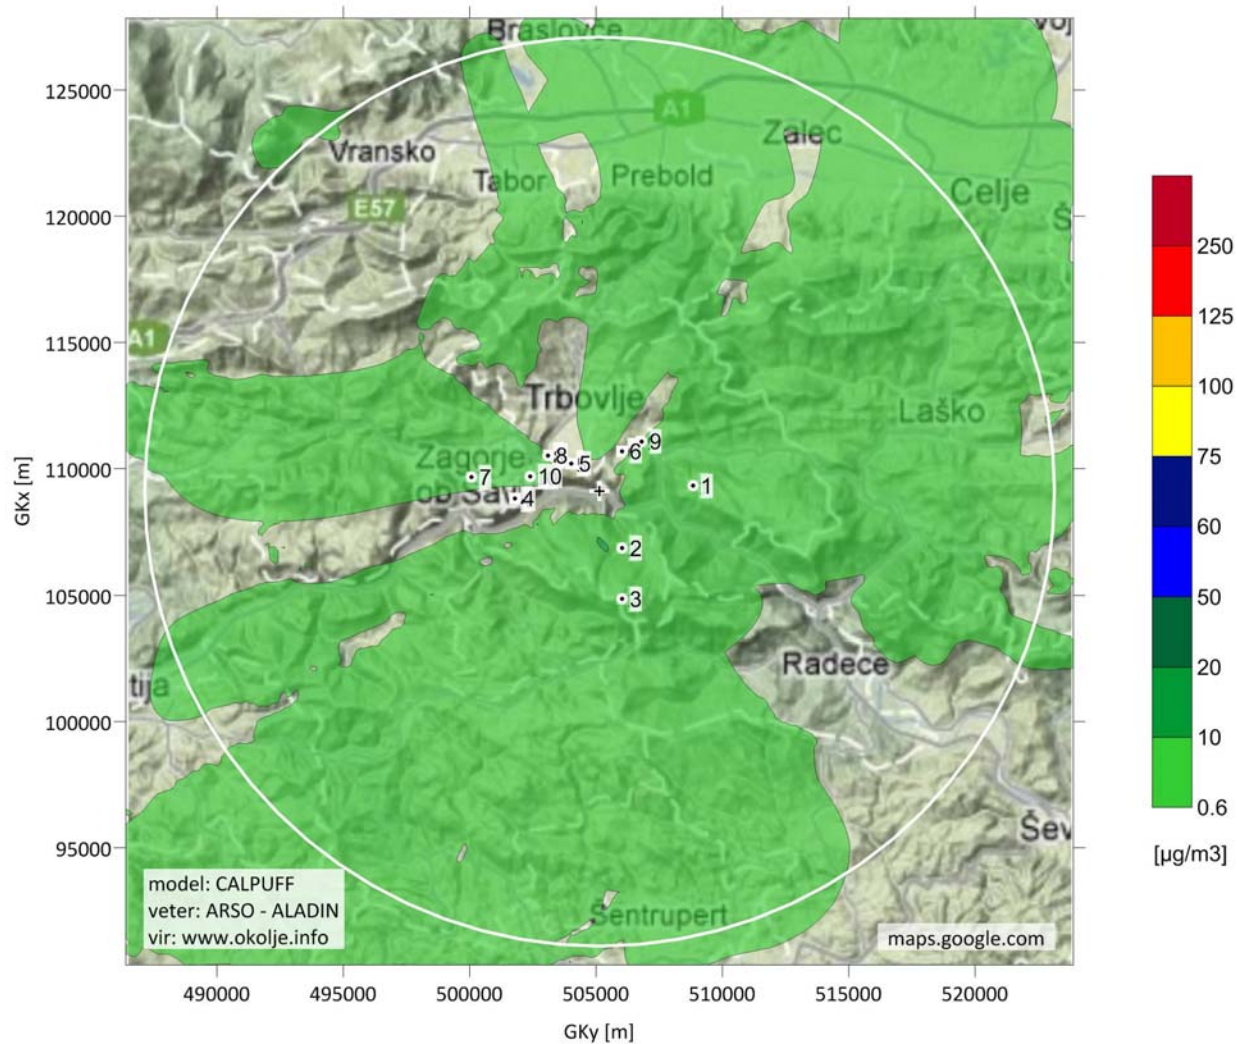 Braslovče
125000
A1
Žalec
Vransko
Tabor
Prebold
Celje
E57
Š
120000
A1
115000
Trbovlje
Laško
9
6
8
5
Zagorje
110000
7
10
1
ob Savi
4
2
3
105000
Radeče
tija
100000
Šev
95000
model: CALPUFF
veter: ARSO - ALADIN
vir: www.okolje.info
Šentrupert
maps.google.com
490000
495000
500000
505000
510000
515000
520000
GKy [m]
GKx [m]
250
125
100
75
60
50
20
10
0.6
[µg/m3]